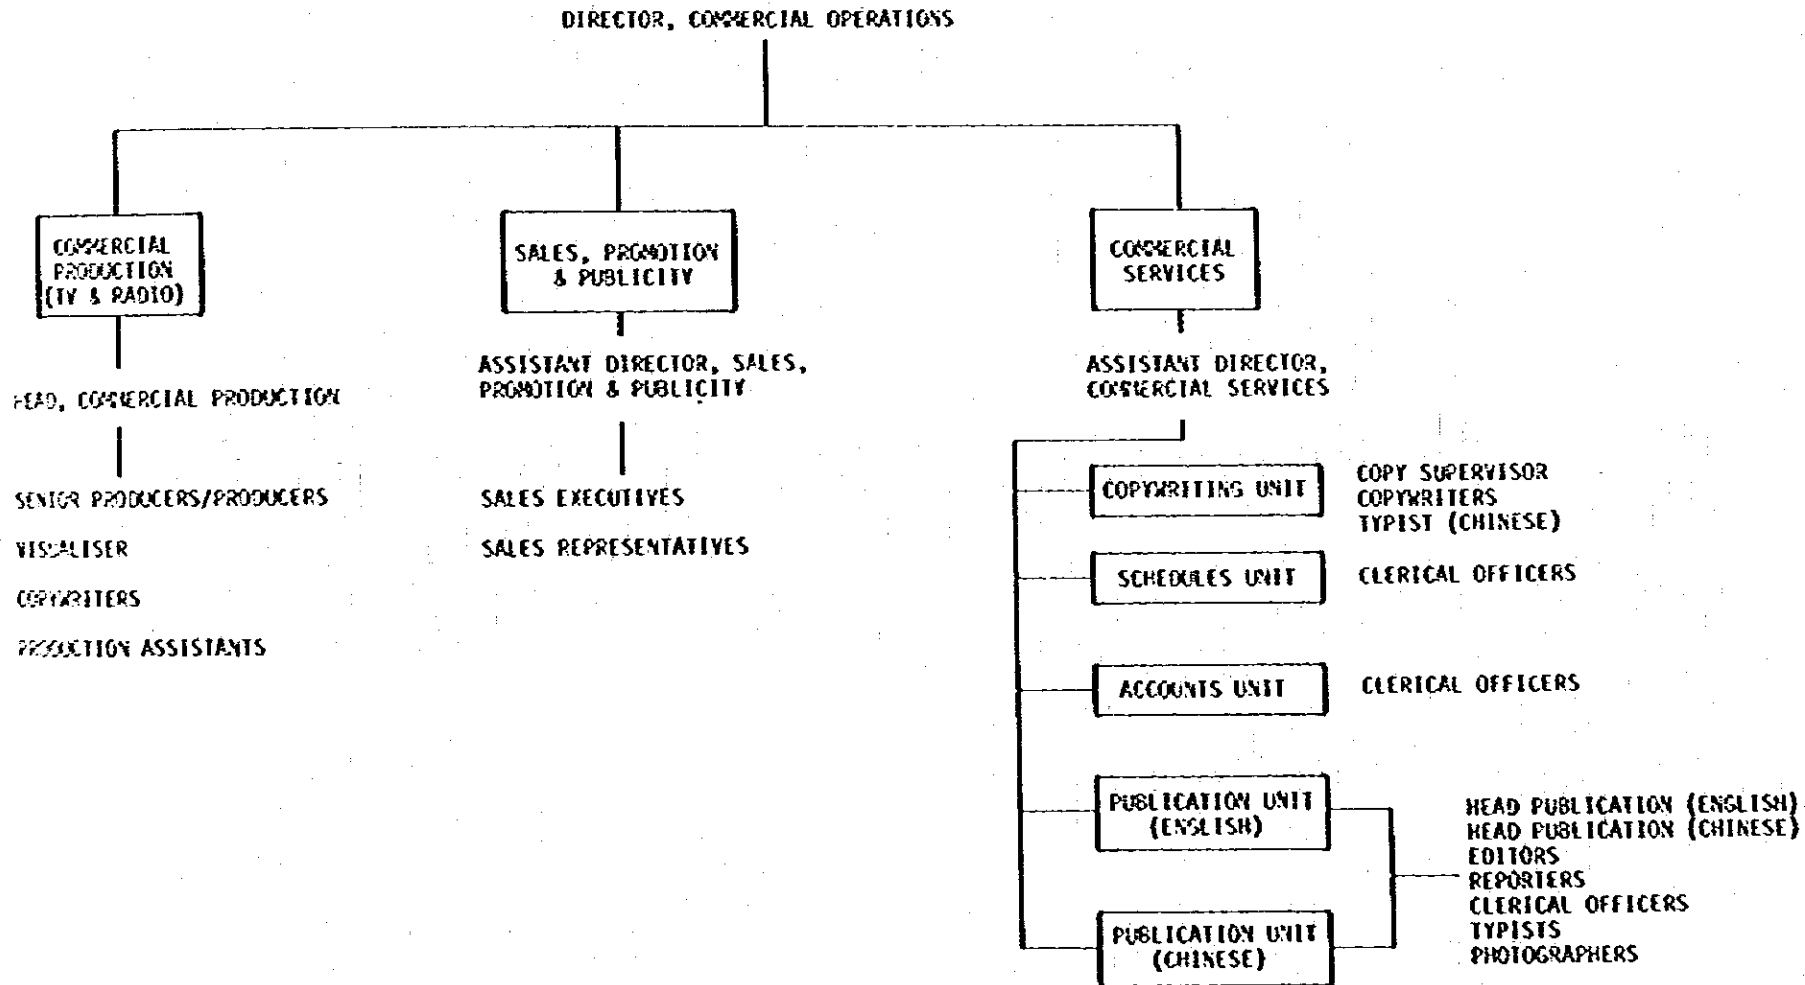 DIRECTOR, COMMERCIAL OPERATIONS
COMMERCIAL
PRODUCTION
(TV & RADIO)
SALES, PROMOTION
& PUBLICITY
COMMERCIAL
SERVICES
HEAD, COMMERCIAL PRODUCTION
ASSISTANT DIRECTOR, SALES,
PROMOTION & PUBLICITY
ASSISTANT DIRECTOR,
COMMERCIAL SERVICES
SENIOR PRODUCERS/PRODUCERS
VISUALISER
COPYWRITERS
PRODUCTION ASSISTANTS
SALES EXECUTIVES
SALES REPRESENTATIVES
COPYWRITING UNIT
COPY SUPERVISOR
COPYWRITERS
TYPIST (CHINESE)
SCHEDULES UNIT
CLERICAL OFFICERS
ACCOUNTS UNIT
CLERICAL OFFICERS
PUBLICATION UNIT
(ENGLISH)
PUBLICATION UNIT
(CHINESE)
HEAD PUBLICATION (ENGLISH)
HEAD PUBLICATION (CHINESE)
EDITORS
REPORTERS
CLERICAL OFFICERS
TYPISTS
PHOTOGRAPHERS